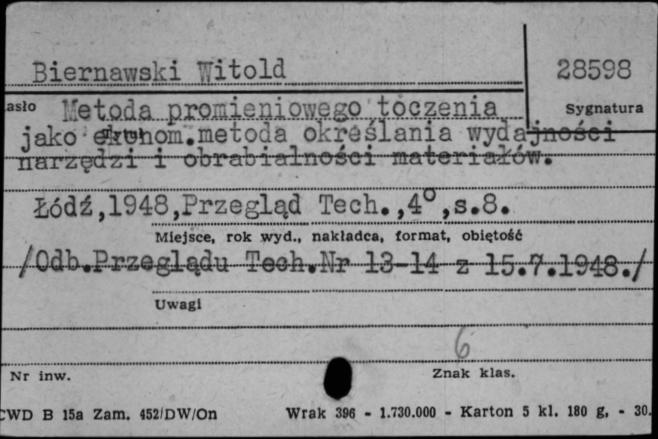 Biernawski Witold
28598
asło Metoda promieniowego toczenia
Sygnatura
jako ekonom.metoda określania wydajności
narzędzi i obrabialności materiałów.
Łódź,1948,Przegląd Tech.,4°,s.8.
Miejsce, rok wyd., nakładca, format, objętość
/Odb.Przeglądu Tech.Nr 13-14 z 15.7.1948./
Uwagi
6
Nr inw.
Znak klas.
CWD B 15a Zam. 452/DW/On Wrak 396 - 1.730.000 - Karton 5 kl. 180 g. - 30.